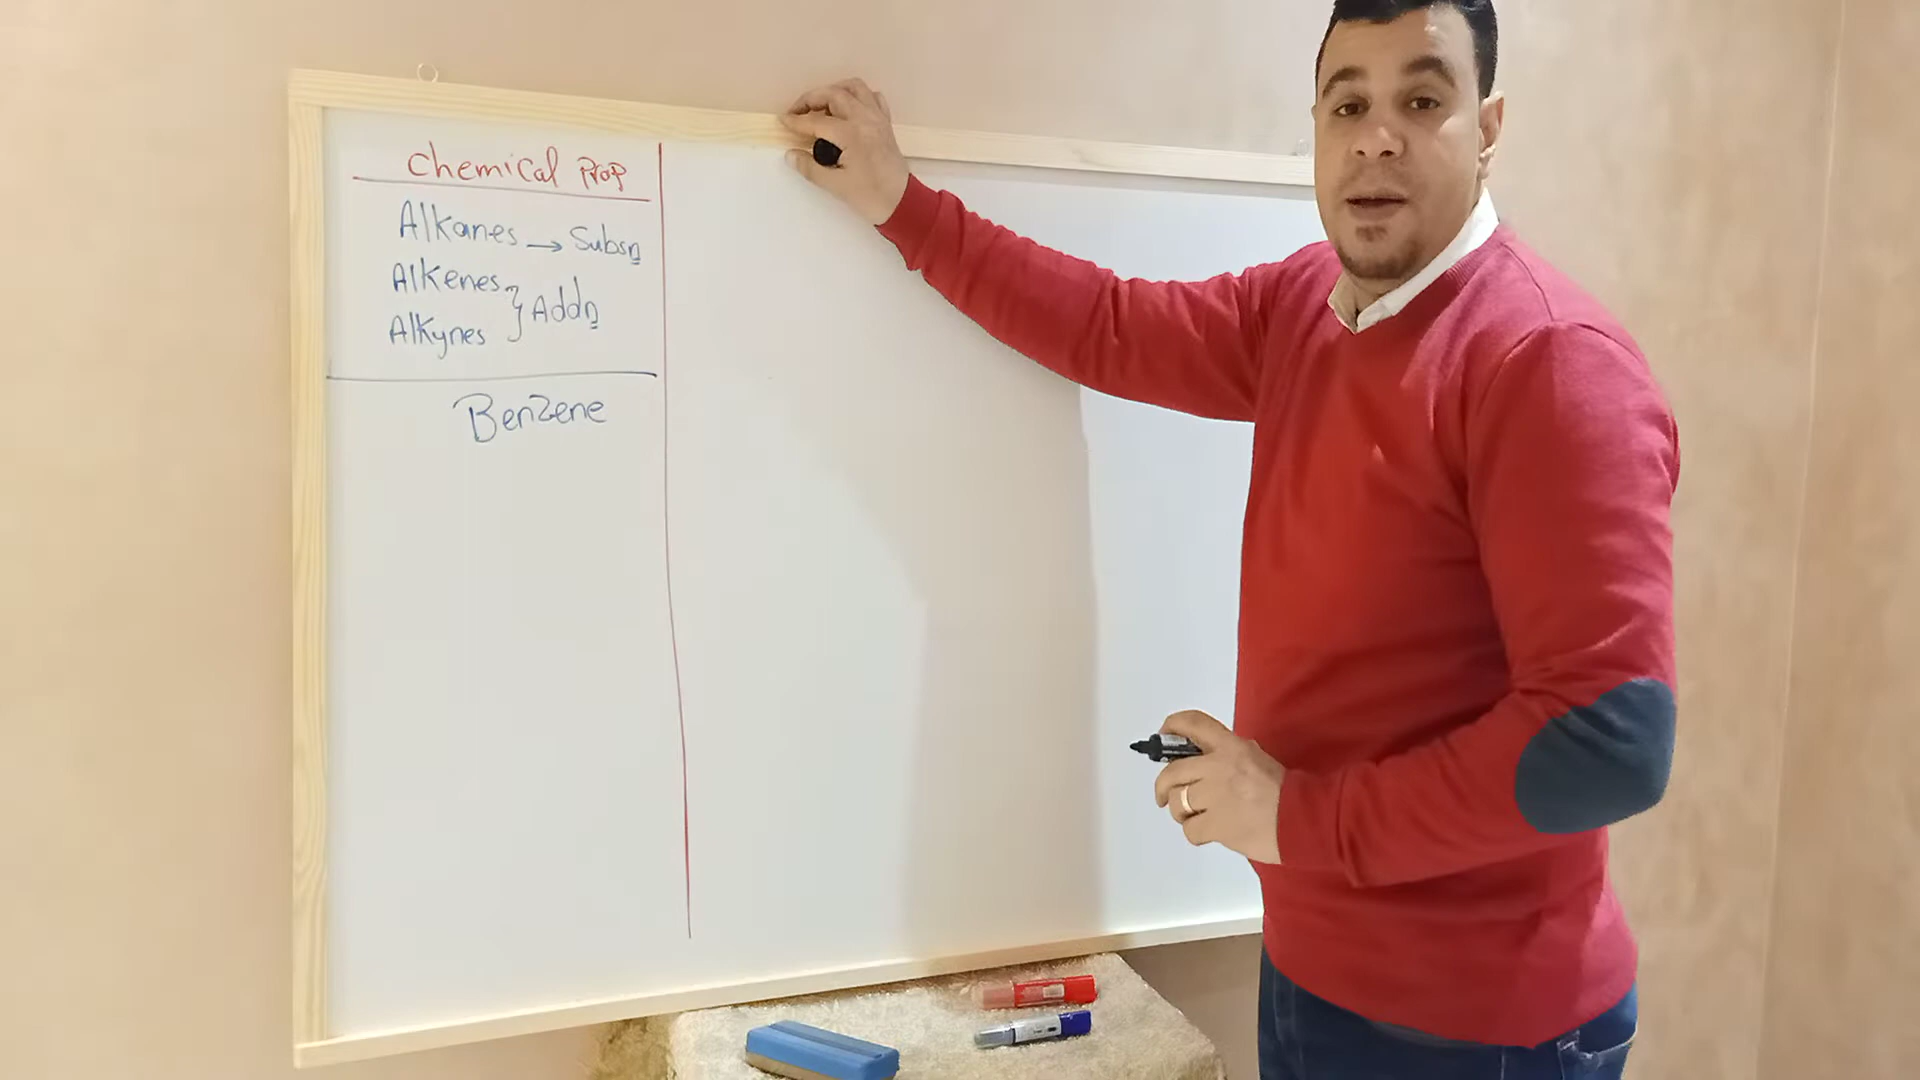 Chemical Prop
Alkanes → Subsn
Alkenes } Addn
Alkynes
Benzene